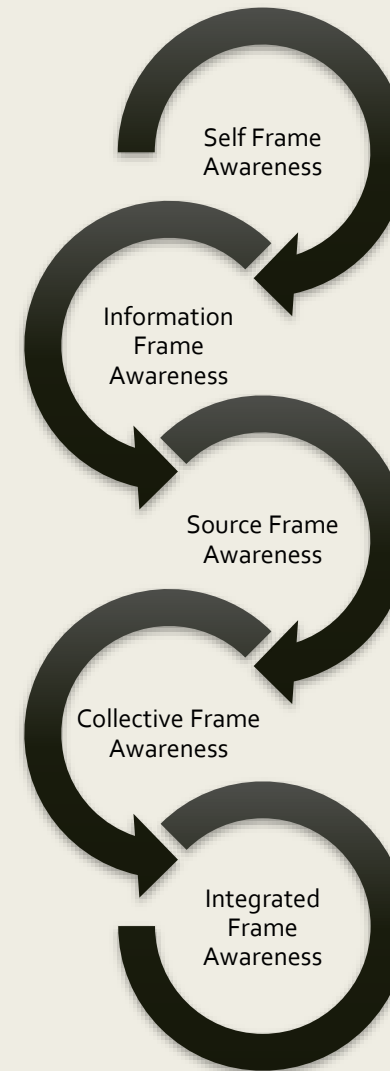 Self Frame
Awareness
Information
Frame
Awareness
Source Frame
Awareness
Collective Frame
Awareness
Integrated
Frame
Awareness